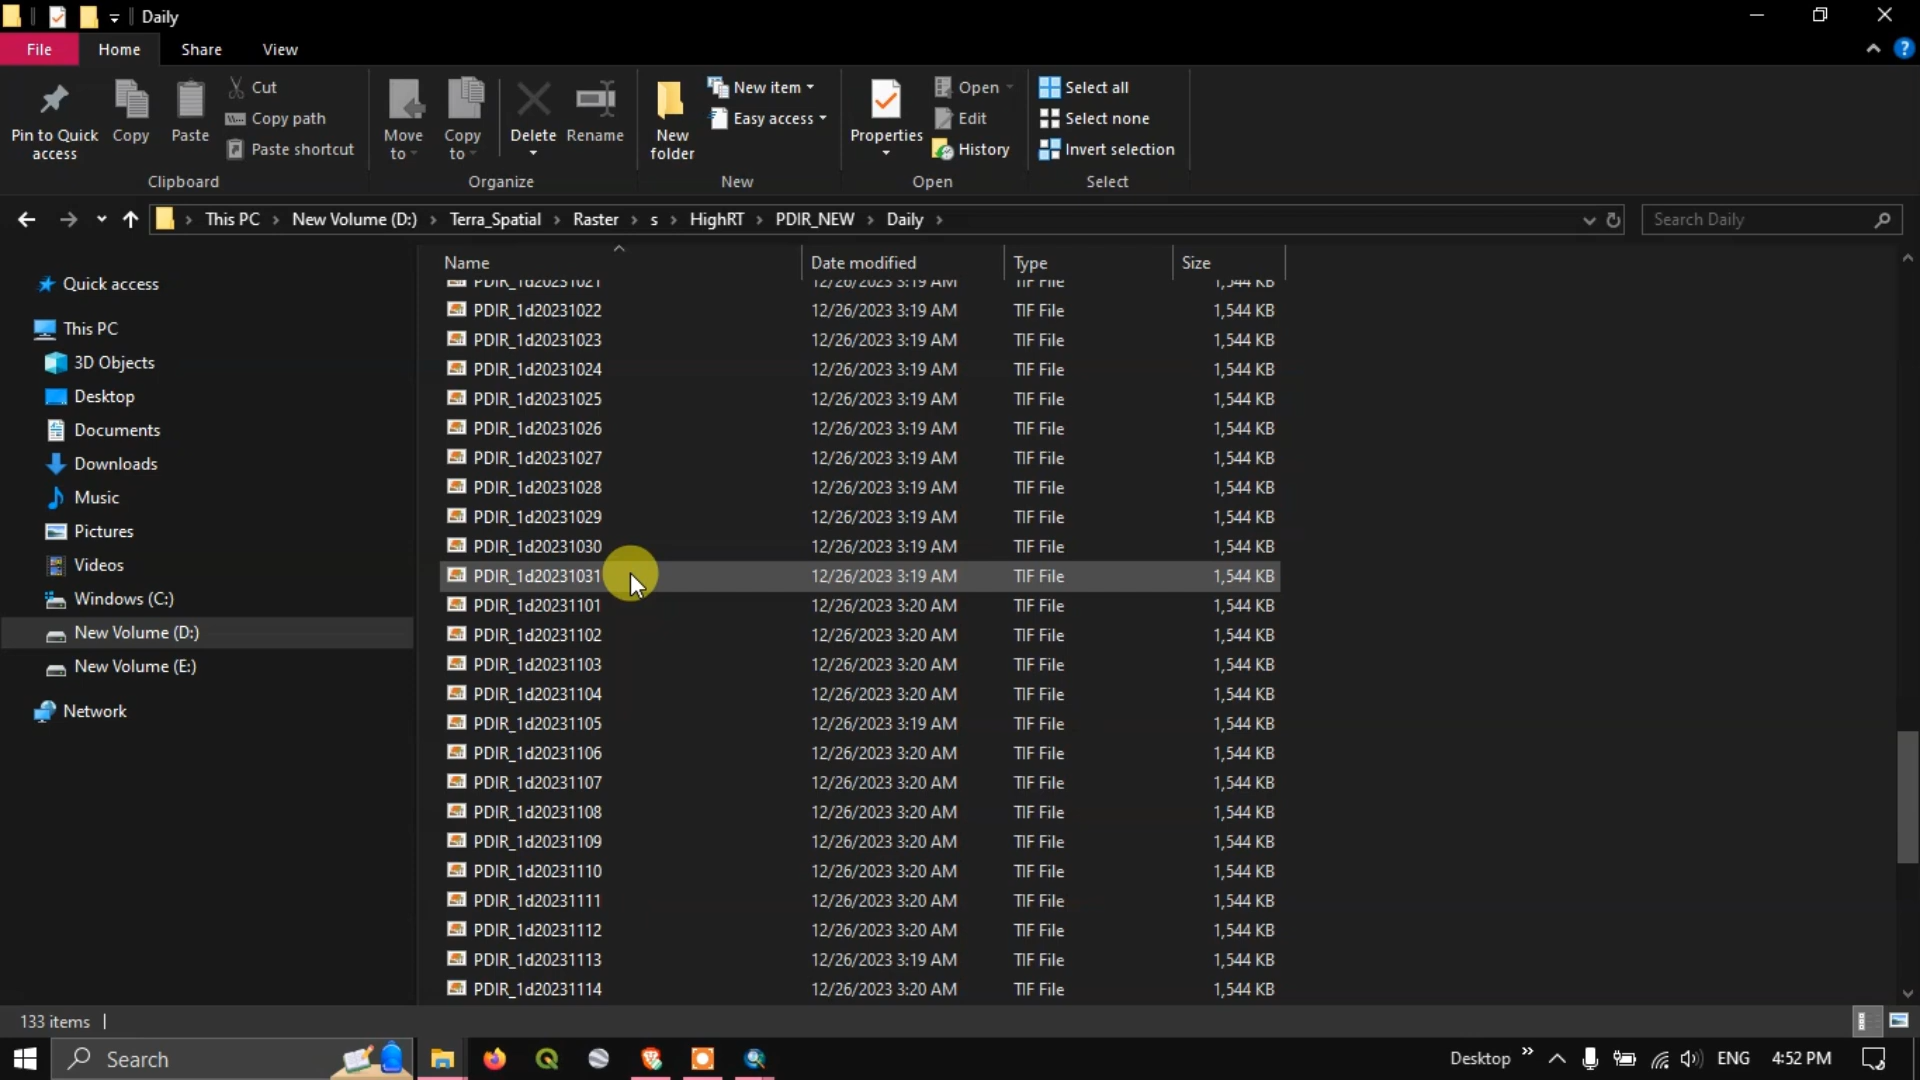 Daily
File Home Share View
Pin to Quick access
Copy
Paste
Cut
Copy path
Paste shortcut
Clipboard
Move to
Copy to
Delete
Rename
Organize
New folder
New item
Easy access
New
Properties
Open
Edit
History
Open
Select all
Select none
Invert selection
Select
This PC › New Volume (D:) › Terra_Spatial › Raster › s › HighRT › PDIR_NEW › Daily ›
Search Daily
Quick access
This PC
3D Objects
Desktop
Documents
Downloads
Music
Pictures
Videos
Windows (C:)
New Volume (D:)
New Volume (E:)
Network
Name Date modified Type Size
PDIR_1d20231021 12/26/2023 3:19 AM TIF File 1,544 KB
PDIR_1d20231022 12/26/2023 3:19 AM TIF File 1,544 KB
PDIR_1d20231023 12/26/2023 3:19 AM TIF File 1,544 KB
PDIR_1d20231024 12/26/2023 3:19 AM TIF File 1,544 KB
PDIR_1d20231025 12/26/2023 3:19 AM TIF File 1,544 KB
PDIR_1d20231026 12/26/2023 3:19 AM TIF File 1,544 KB
PDIR_1d20231027 12/26/2023 3:19 AM TIF File 1,544 KB
PDIR_1d20231028 12/26/2023 3:19 AM TIF File 1,544 KB
PDIR_1d20231029 12/26/2023 3:19 AM TIF File 1,544 KB
PDIR_1d20231030 12/26/2023 3:19 AM TIF File 1,544 KB
PDIR_1d20231031 12/26/2023 3:19 AM TIF File 1,544 KB
PDIR_1d20231101 12/26/2023 3:20 AM TIF File 1,544 KB
PDIR_1d20231102 12/26/2023 3:20 AM TIF File 1,544 KB
PDIR_1d20231103 12/26/2023 3:20 AM TIF File 1,544 KB
PDIR_1d20231104 12/26/2023 3:20 AM TIF File 1,544 KB
PDIR_1d20231105 12/26/2023 3:19 AM TIF File 1,544 KB
PDIR_1d20231106 12/26/2023 3:20 AM TIF File 1,544 KB
PDIR_1d20231107 12/26/2023 3:20 AM TIF File 1,544 KB
PDIR_1d20231108 12/26/2023 3:20 AM TIF File 1,544 KB
PDIR_1d20231109 12/26/2023 3:20 AM TIF File 1,544 KB
PDIR_1d20231110 12/26/2023 3:20 AM TIF File 1,544 KB
PDIR_1d20231111 12/26/2023 3:20 AM TIF File 1,544 KB
PDIR_1d20231112 12/26/2023 3:20 AM TIF File 1,544 KB
PDIR_1d20231113 12/26/2023 3:19 AM TIF File 1,544 KB
PDIR_1d20231114 12/26/2023 3:20 AM TIF File 1,544 KB
133 items
Search
Desktop » ENG 4:52 PM